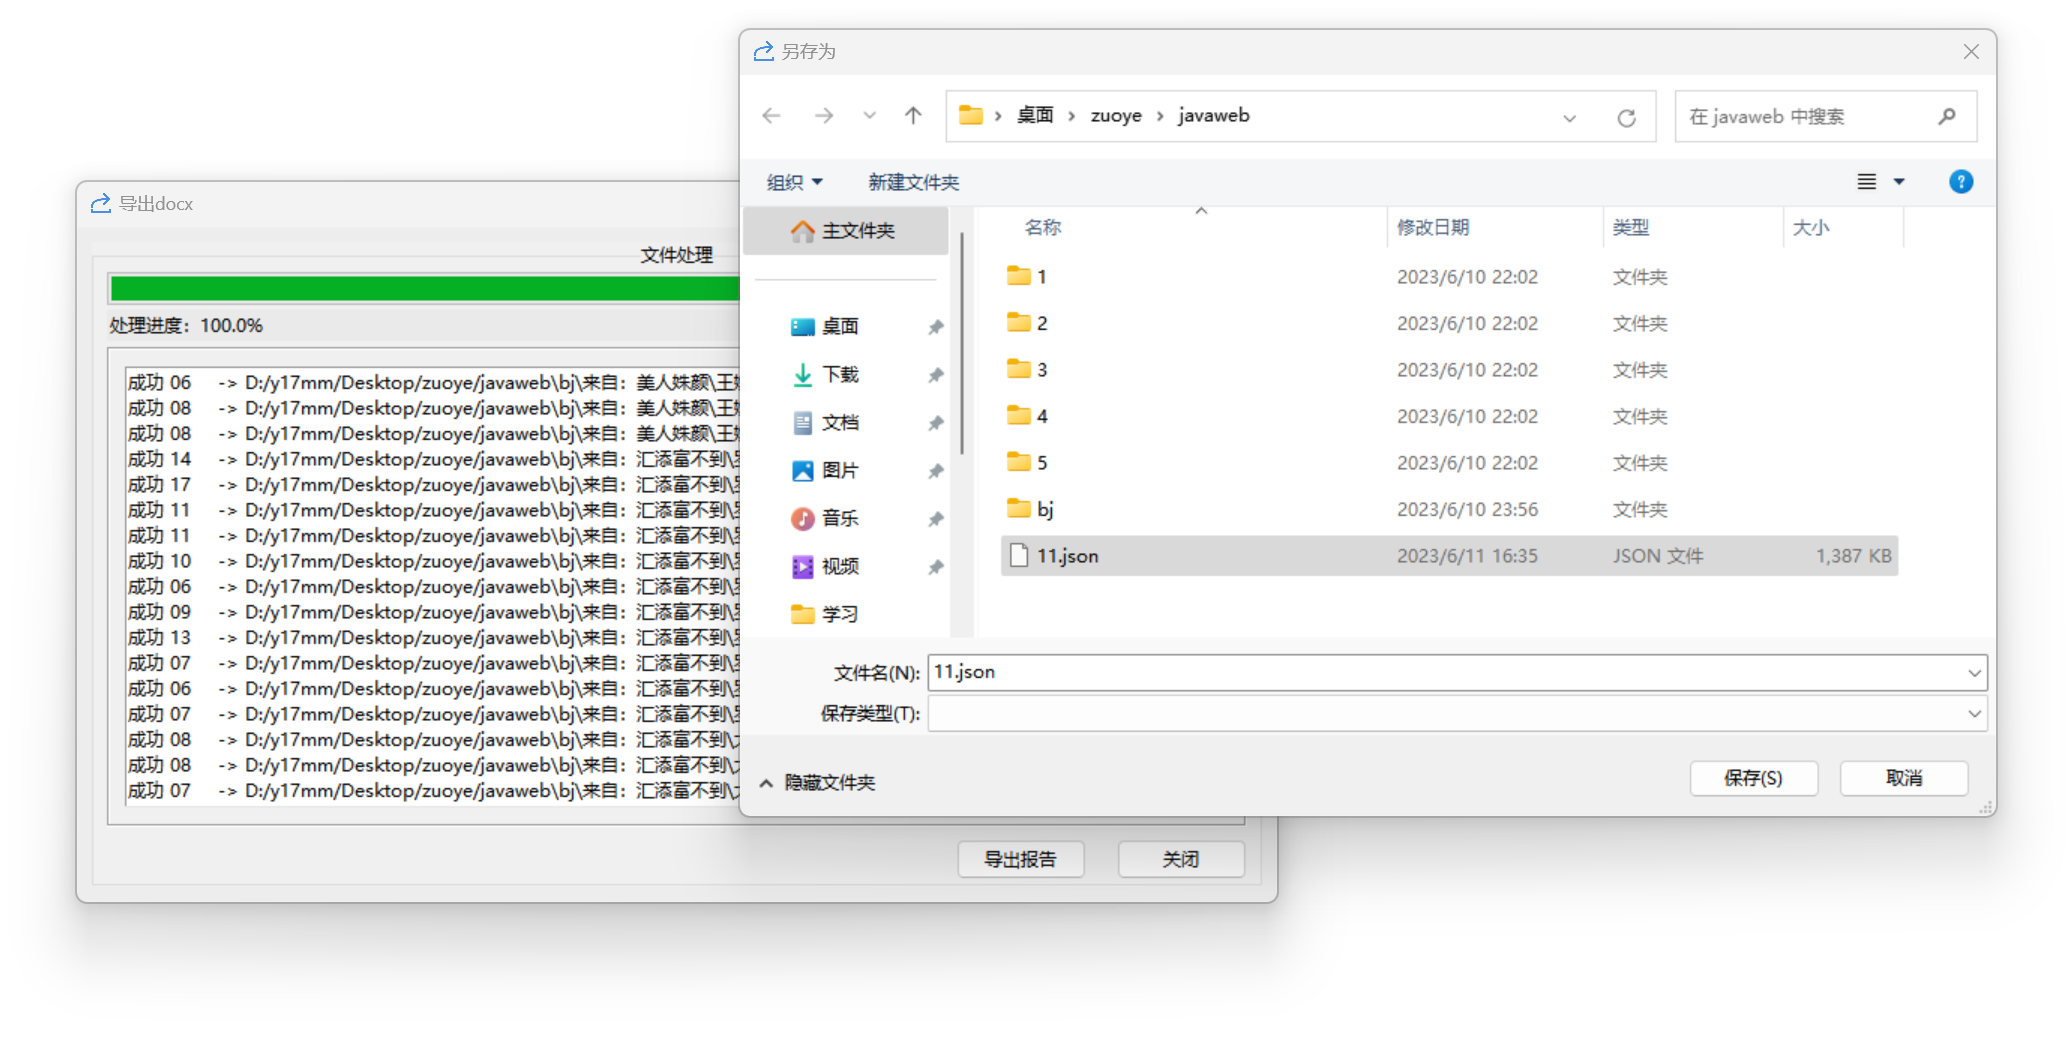 导出docx
文件处理
处理进度：100.0%
成功 06 -> D:/y17mm/Desktop/zuoye/javaweb\bj\来自：美人姝颜\王
成功 08 -> D:/y17mm/Desktop/zuoye/javaweb\bj\来自：美人姝颜\王
成功 08 -> D:/y17mm/Desktop/zuoye/javaweb\bj\来自：美人姝颜\王
成功 14 -> D:/y17mm/Desktop/zuoye/javaweb\bj\来自：汇添富不到\
成功 17 -> D:/y17mm/Desktop/zuoye/javaweb\bj\来自：汇添富不到\
成功 11 -> D:/y17mm/Desktop/zuoye/javaweb\bj\来自：汇添富不到\
成功 11 -> D:/y17mm/Desktop/zuoye/javaweb\bj\来自：汇添富不到\
成功 10 -> D:/y17mm/Desktop/zuoye/javaweb\bj\来自：汇添富不到\
成功 06 -> D:/y17mm/Desktop/zuoye/javaweb\bj\来自：汇添富不到\
成功 09 -> D:/y17mm/Desktop/zuoye/javaweb\bj\来自：汇添富不到\
成功 13 -> D:/y17mm/Desktop/zuoye/javaweb\bj\来自：汇添富不到\
成功 07 -> D:/y17mm/Desktop/zuoye/javaweb\bj\来自：汇添富不到\
成功 06 -> D:/y17mm/Desktop/zuoye/javaweb\bj\来自：汇添富不到\
成功 07 -> D:/y17mm/Desktop/zuoye/javaweb\bj\来自：汇添富不到\
成功 08 -> D:/y17mm/Desktop/zuoye/javaweb\bj\来自：汇添富不到\
成功 08 -> D:/y17mm/Desktop/zuoye/javaweb\bj\来自：汇添富不到\
成功 07 -> D:/y17mm/Desktop/zuoye/javaweb\bj\来自：汇添富不到\
导出报告 关闭
另存为
桌面 › zuoye › javaweb
在 javaweb 中搜索
组织 新建文件夹
主文件夹
桌面
下载
文档
图片
音乐
视频
学习
名称 修改日期 类型 大小
1 2023/6/10 22:02 文件夹
2 2023/6/10 22:02 文件夹
3 2023/6/10 22:02 文件夹
4 2023/6/10 22:02 文件夹
5 2023/6/10 22:02 文件夹
bj 2023/6/10 23:56 文件夹
11.json 2023/6/11 16:35 JSON 文件 1,387 KB
文件名(N): 11.json
保存类型(T):
隐藏文件夹 保存(S) 取消